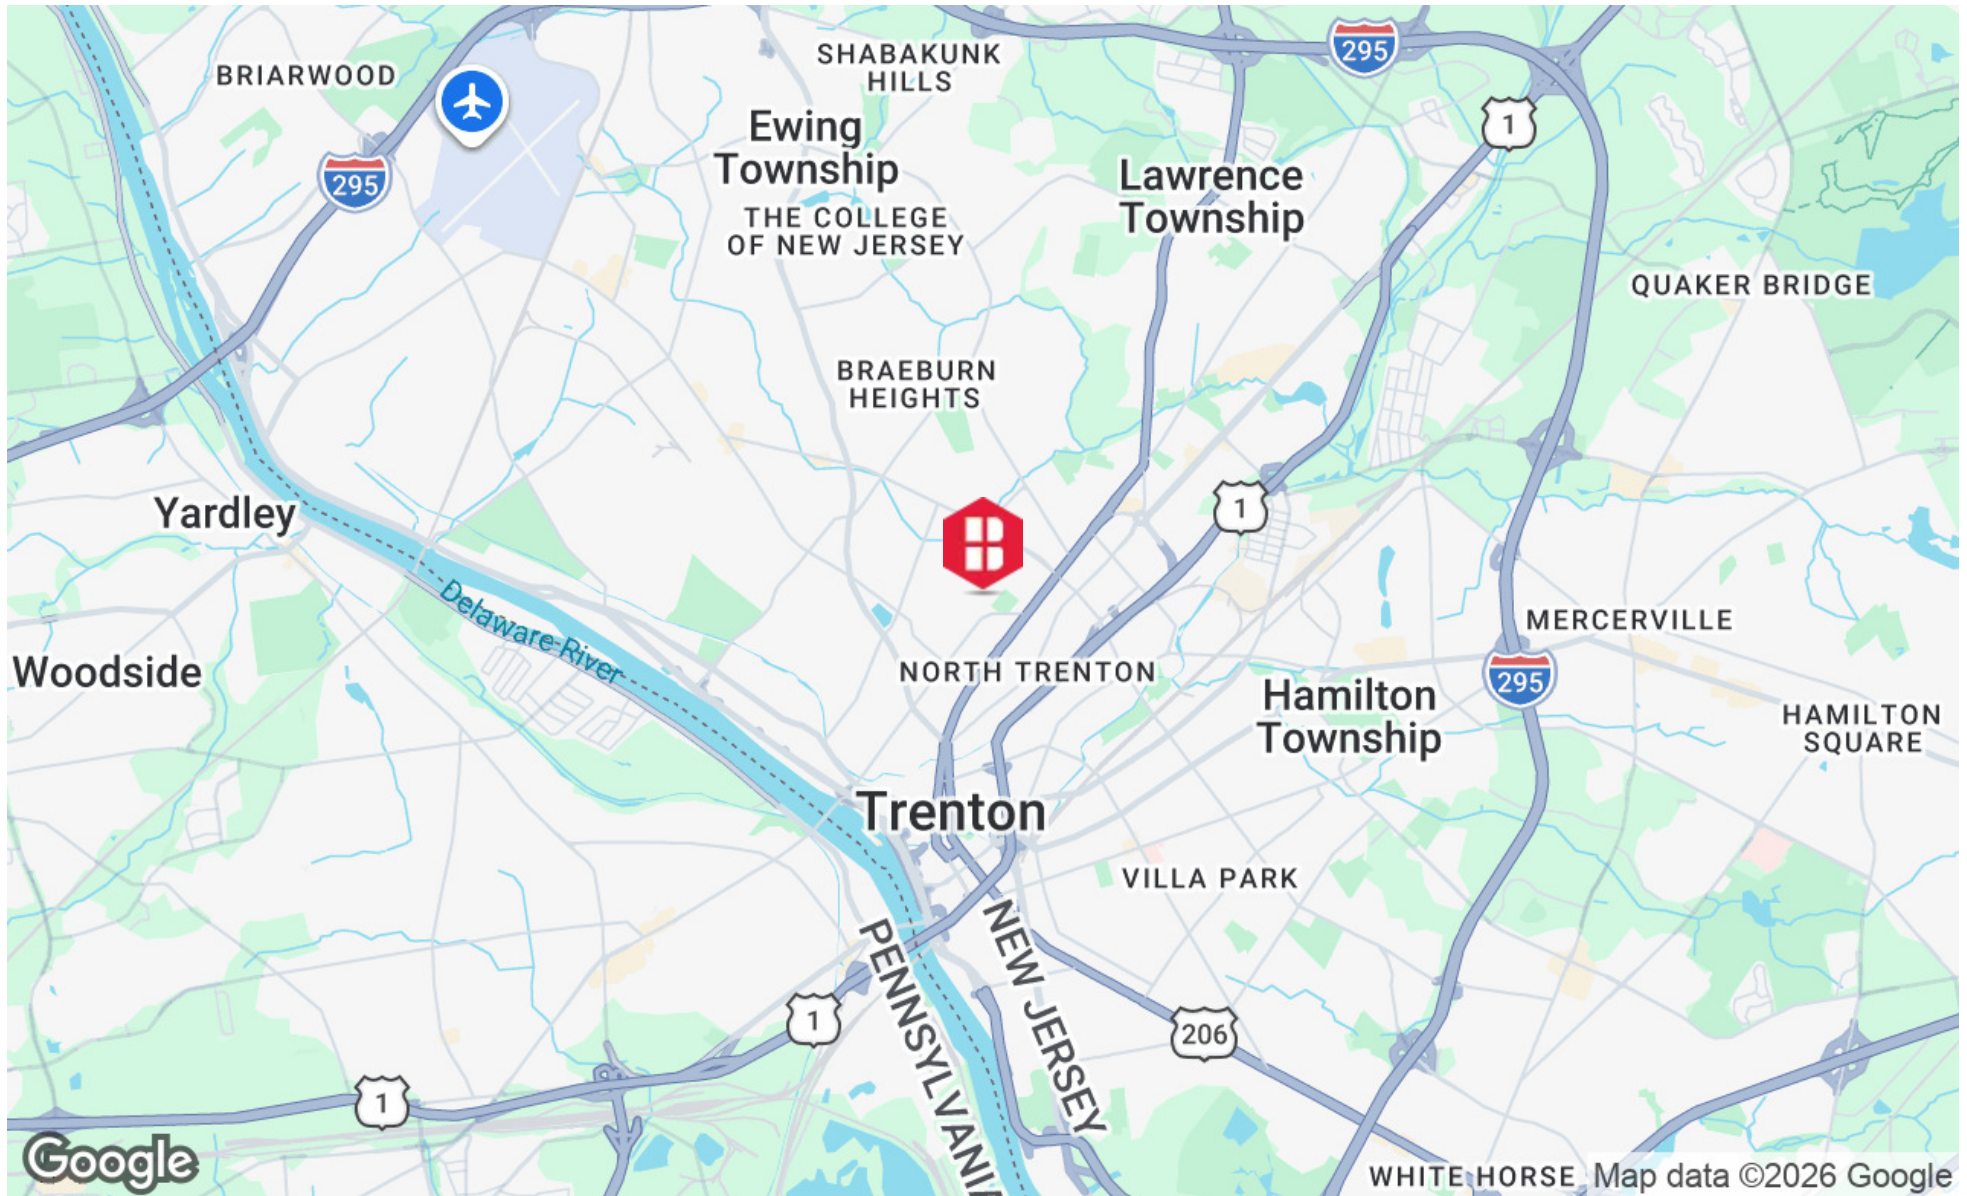 SHABAKUNK
HILLS
295
BRIARWOOD
1
Ewing
Township
295
Lawrence
Township
THE COLLEGE
OF NEW JERSEY
QUAKER BRIDGE
BRAEBURN
HEIGHTS
Yardley
1
B
Delaware River
MERCERVILLE
Woodside
NORTH TRENTON
295
Hamilton
Township
HAMILTON
SQUARE
Trenton
VILLA PARK
PENNSYLVANIA
NEW JERSEY
1
206
1
Google
WHITE HORSE
Map data ©2026 Google